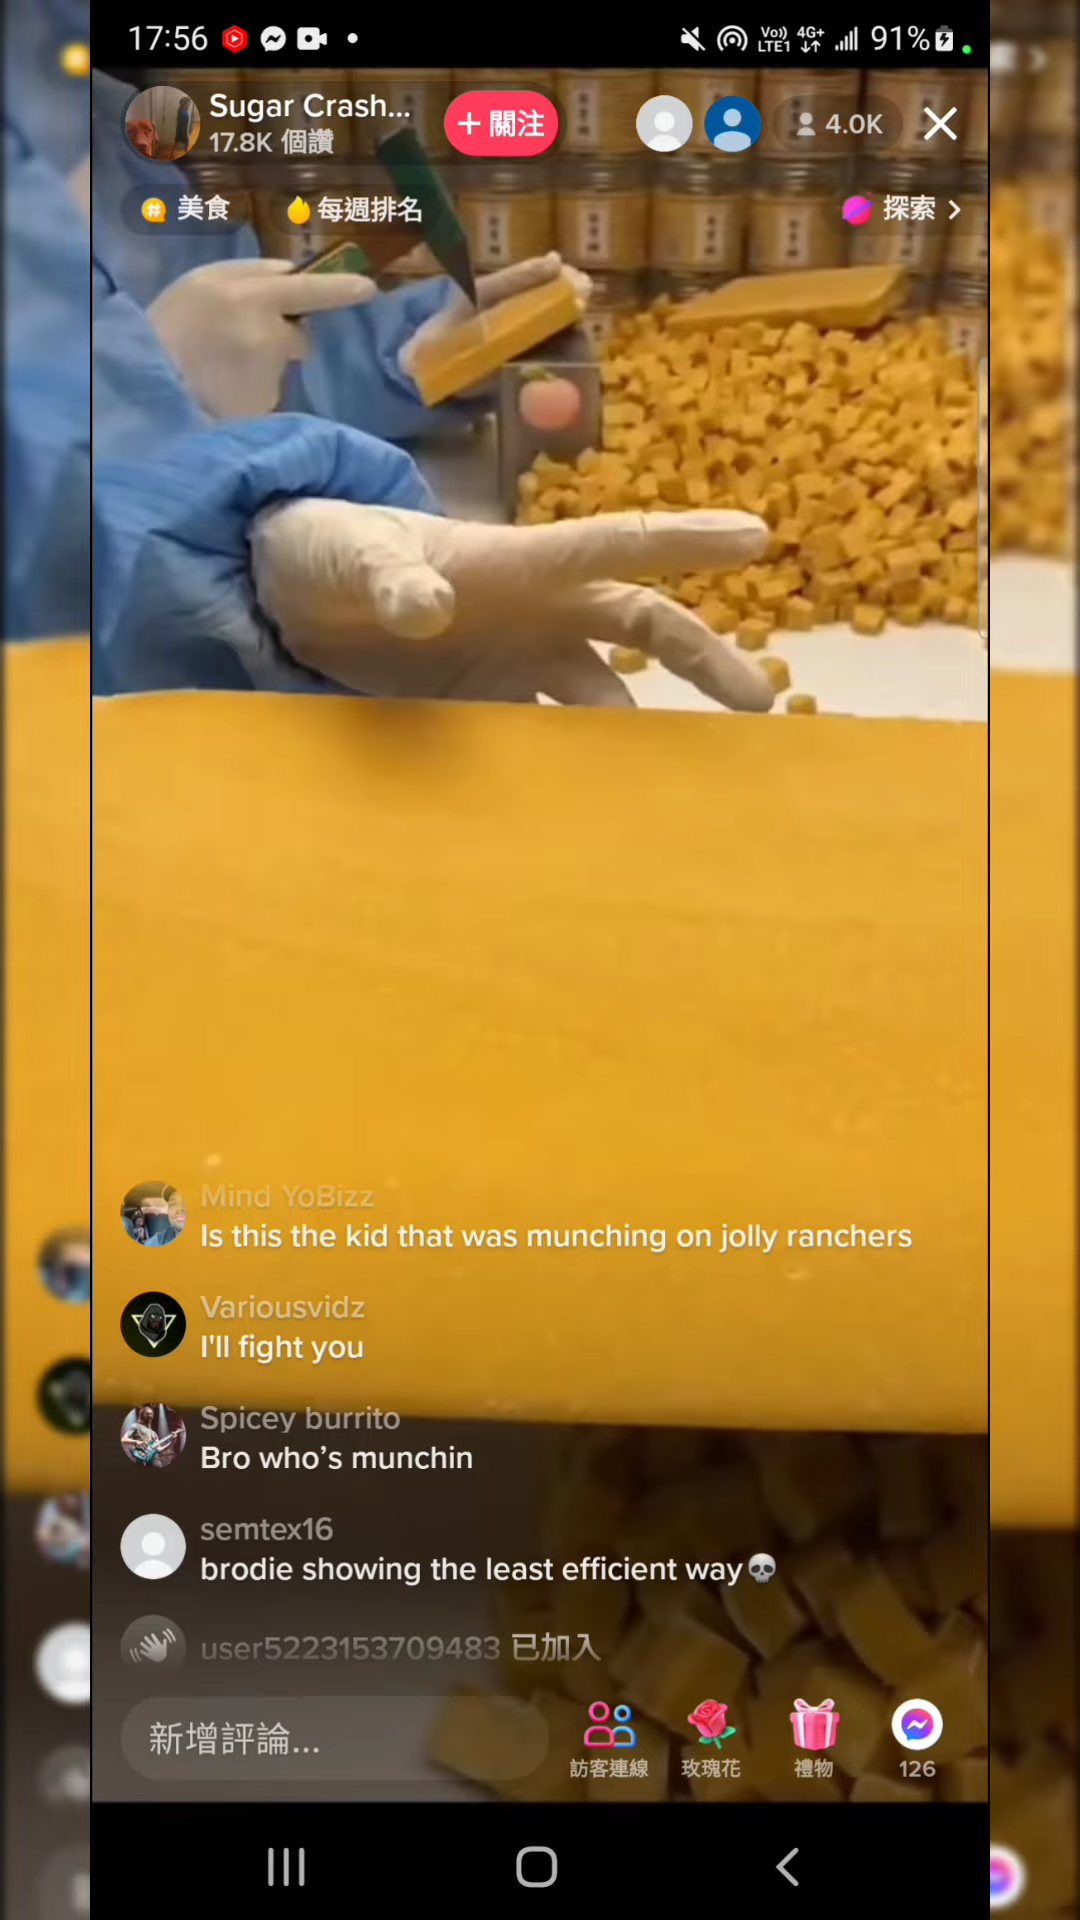 17:56
Vo)) LTE1 4G+ 91%
Sugar Crash...
17.8K 個讚
+ 關注
4.0K
美食
每週排名
探索 >
Mind YoBizz
Is this the kid that was munching on jolly ranchers
Variousvidz
I'll fight you
Spicey burrito
Bro who’s munchin
semtex16
brodie showing the least efficient way💀
user5223153709483 已加入
新增評論...
訪客連線
玫瑰花
禮物
126